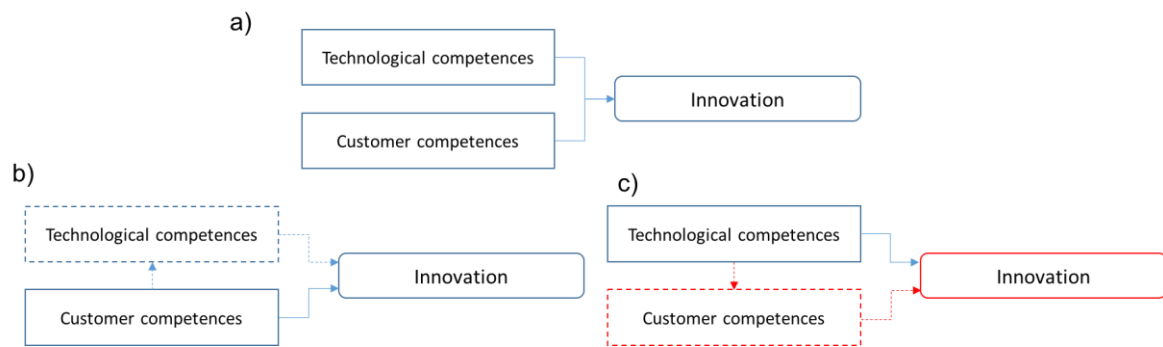 a)
Technological competences
Innovation
Customer competences
b)
Technological competences
Innovation
Customer competences
c)
Technological competences
Innovation
Customer competences